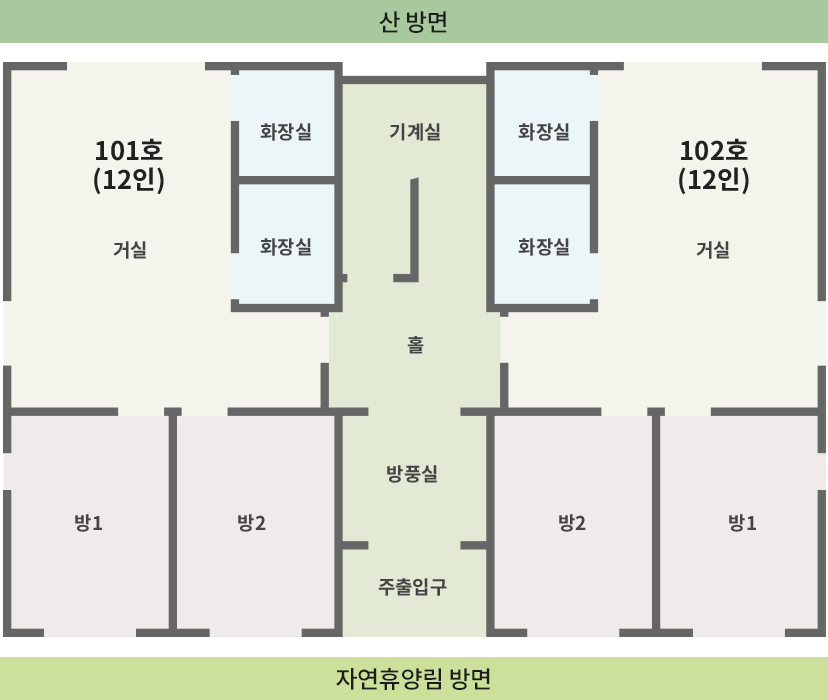 산 방면
101호
(12인)
거실
화장실
화장실
기계실
화장실
화장실
102호
(12인)
거실
홀
방풍실
방1
방2
방2
방1
주출입구
자연휴양림 방면